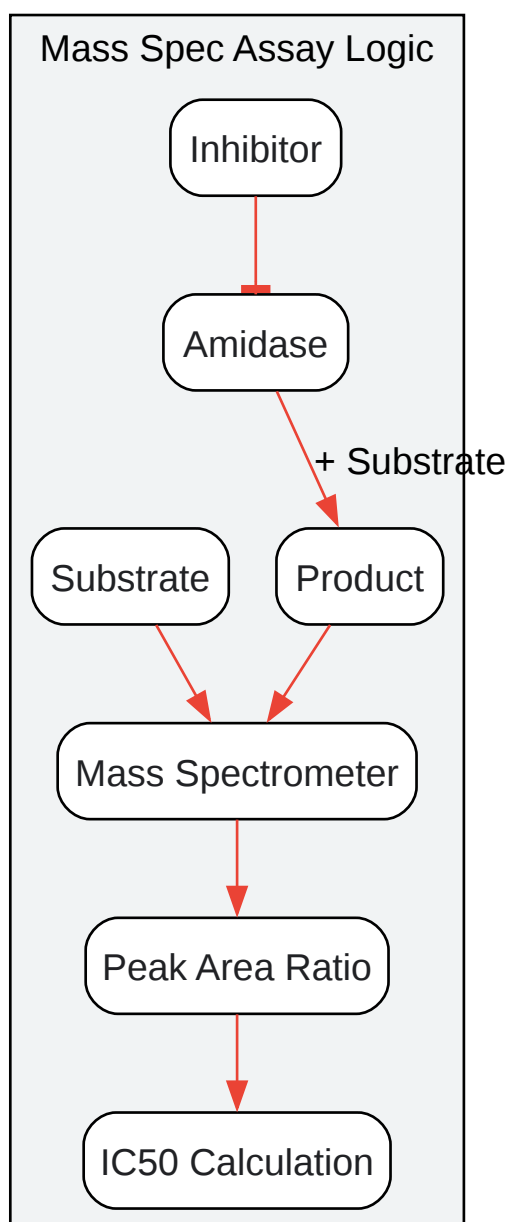 Mass Spec Assay Logic
Inhibitor
Amidase
+ Substrate
Substrate
Product
Mass Spectrometer
Peak Area Ratio
IC50 Calculation